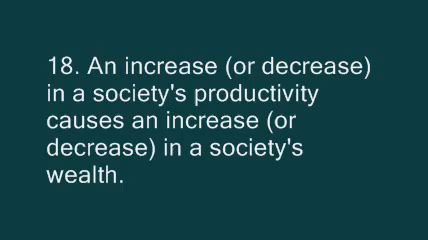 18. An increase (or decrease)
in a society's productivity
causes an increase (or
decrease) in a society's
wealth.